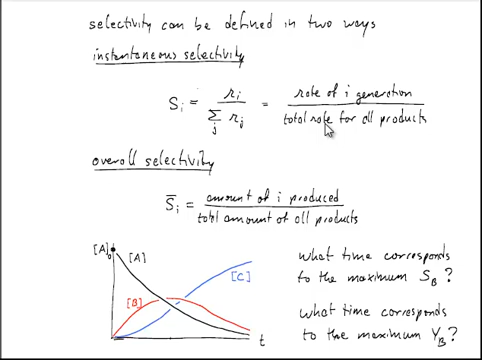 selectivity can be defined in two ways
instantaneous selectivity
Si = ri / Σj rj = rate of i generation / total rate for all products
overall selectivity
S̄i = amount of i produced / total amount of all products
[A]0
[A]
[B]
[C]
t
what time corresponds
to the maximum SB?
what time corresponds
to the maximum YB?